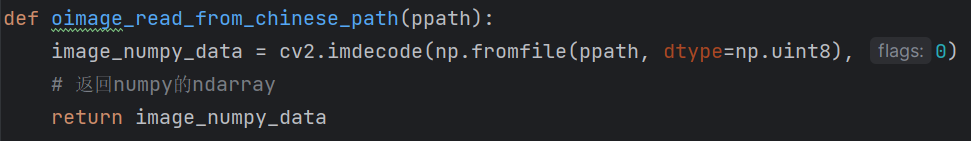 def oimage_read_from_chinese_path(ppath):
    image_numpy_data = cv2.imdecode(np.fromfile(ppath, dtype=np.uint8), flags: 0)
    # 返回numpy的ndarray
    return image_numpy_data